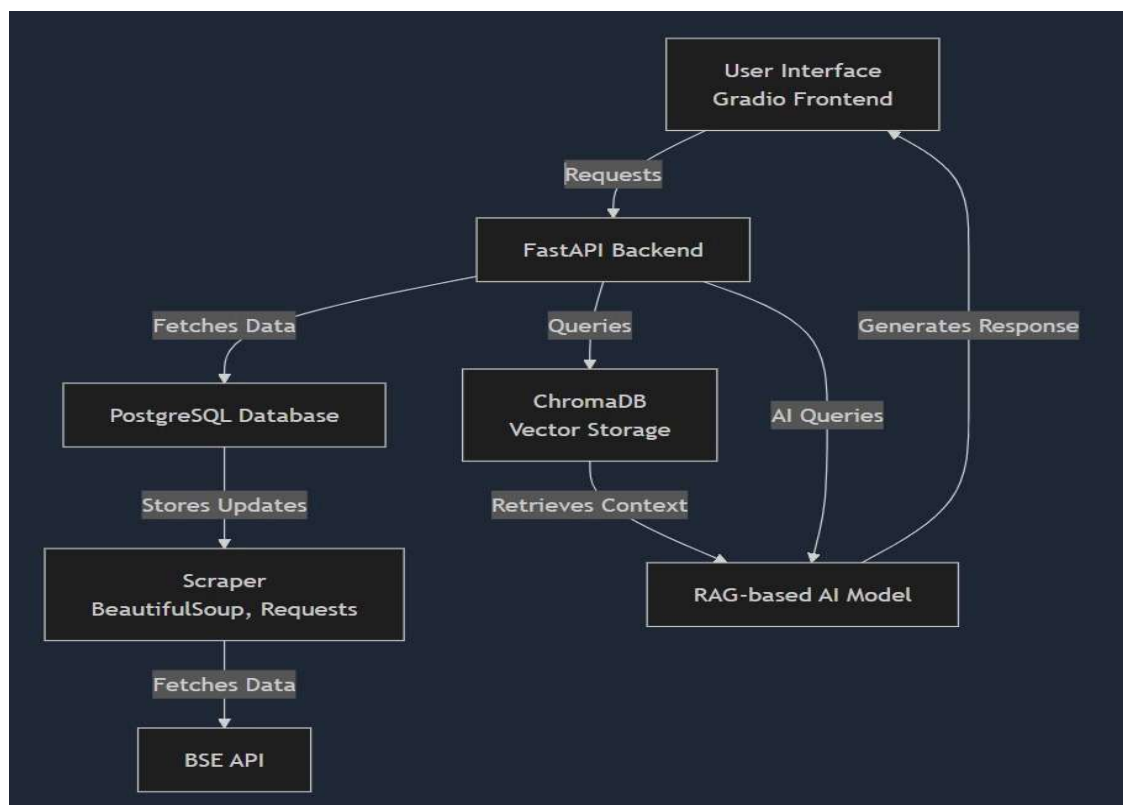 User Interface
Gradio Frontend
Requests
FastAPI Backend
Fetches Data
Queries
Generates Response
PostgreSQL Database
ChromaDB
Vector Storage
AI Queries
Stores Updates
Retrieves Context
Scraper
BeautifulSoup, Requests
RAG-based AI Model
Fetches Data
BSE API